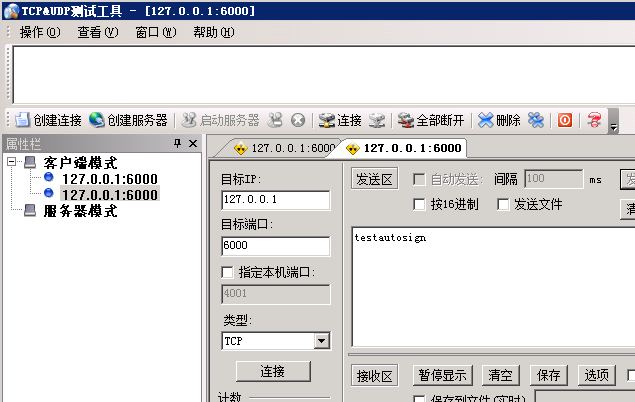 TCP&UDP测试工具 - [127.0.0.1:6000]
操作(O) 查看(V) 窗口(W) 帮助(H)
创建连接 创建服务器 启动服务器 连接 全部断开 删除
属性栏
客户端模式
127.0.0.1:6000
127.0.0.1:6000
服务器模式
127.0.0.1:6000 127.0.0.1:6000
目标IP:
127.0.0.1
目标端口:
6000
指定本机端口:
4001
类型:
TCP
连接
计数
发送区 自动发送: 间隔 100 ms
按16进制 发送文件
testautosign
接收区 暂停显示 清空 保存 选项
保存到文件(实时)